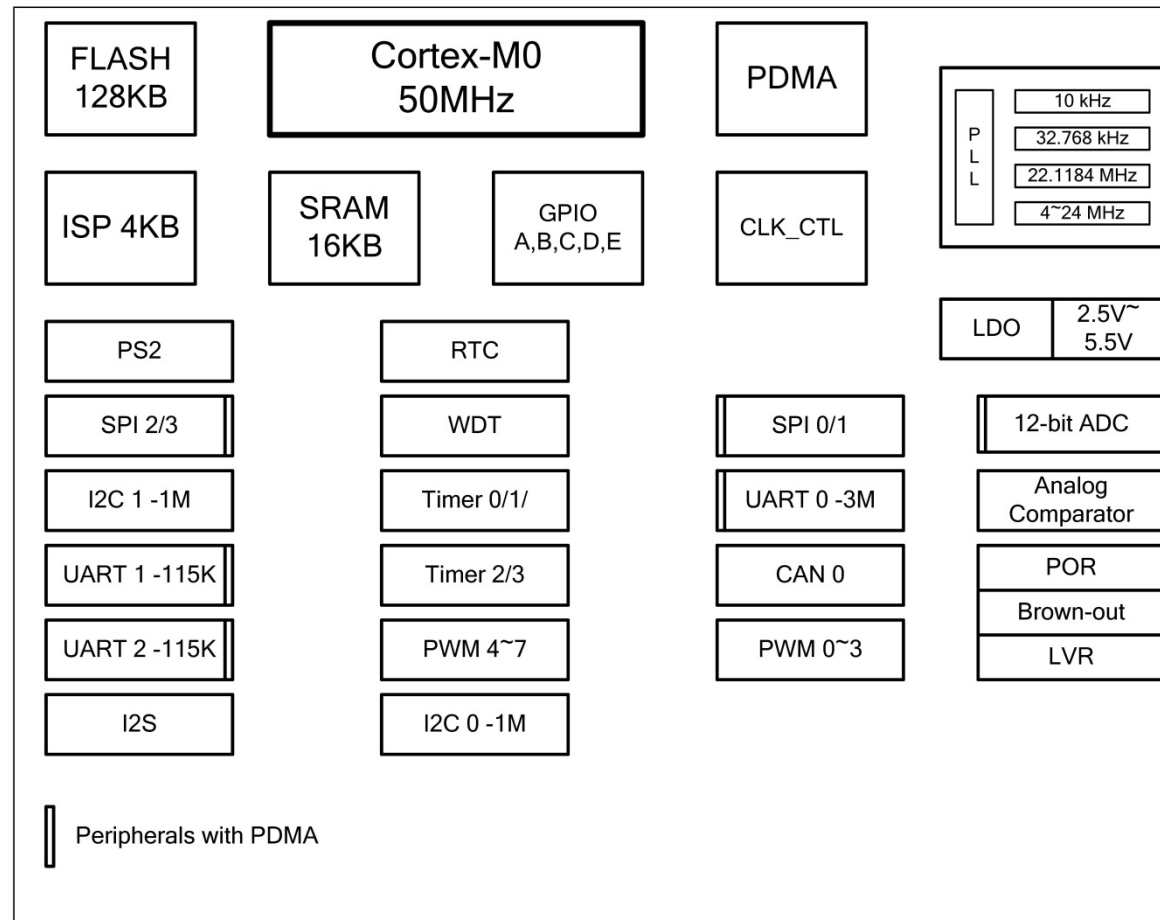 FLASH
128KB
Cortex-M0
50MHz
PDMA
PLL
10 kHz
32.768 kHz
22.1184 MHz
4~24 MHz
ISP 4KB
SRAM
16KB
GPIO
A,B,C,D,E
CLK_CTL
LDO
2.5V~
5.5V
PS2
RTC
SPI 2/3
WDT
SPI 0/1
12-bit ADC
I2C 1 -1M
Timer 0/1/
UART 0 -3M
Analog
Comparator
UART 1 -115K
Timer 2/3
CAN 0
POR
Brown-out
UART 2 -115K
PWM 4~7
PWM 0~3
LVR
I2S
I2C 0 -1M
Peripherals with PDMA